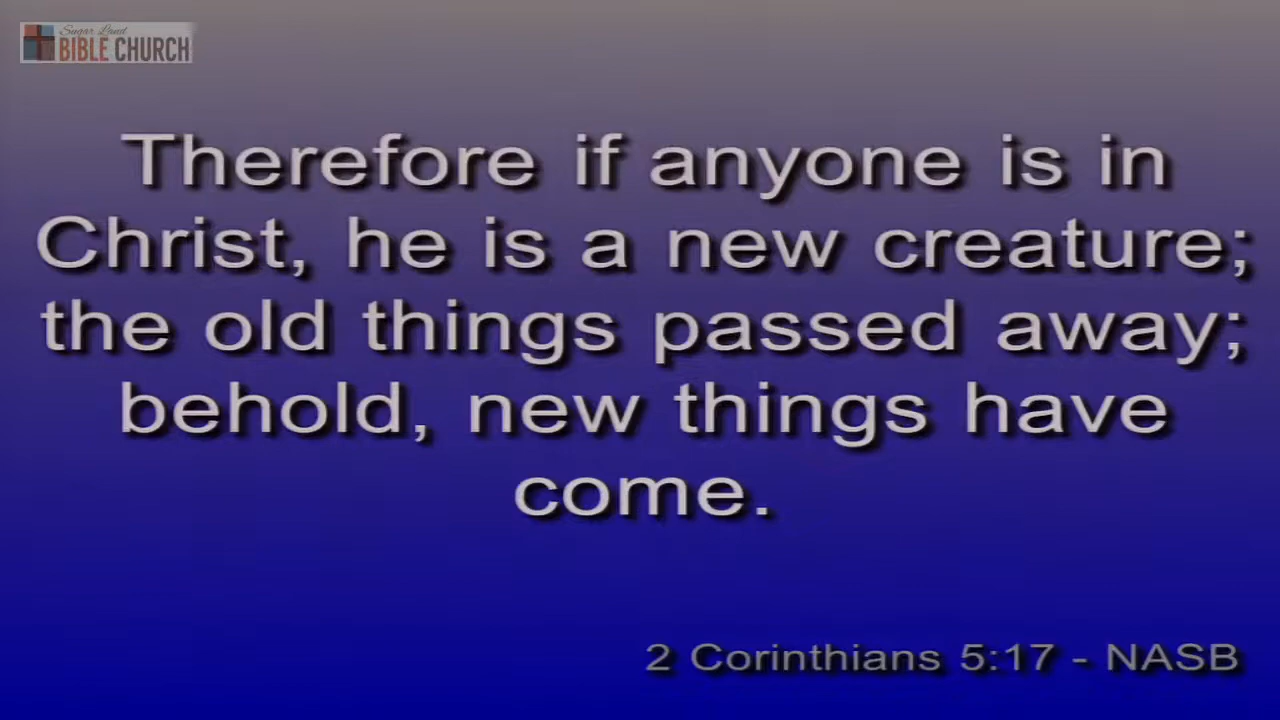 Sugar Land
BIBLE CHURCH
Therefore if anyone is in
Christ, he is a new creature;
the old things passed away;
behold, new things have
come.
2 Corinthians 5:17 - NASB